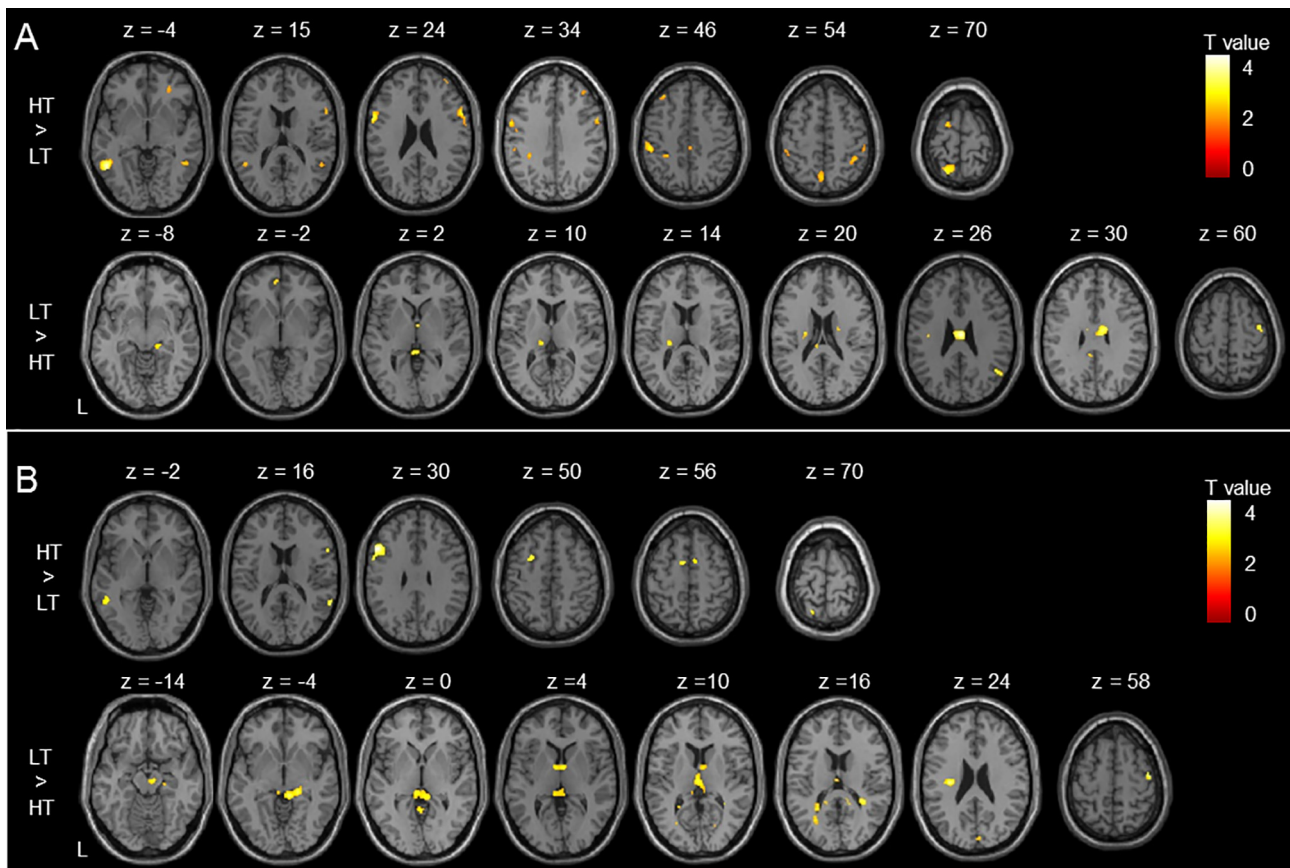 A
z = -4 z = 15 z = 24 z = 34 z = 46 z = 54 z = 70
T value
4
2
0
HT
>
LT
z = -8 z = -2 z = 2 z = 10 z = 14 z = 20 z = 26 z = 30 z = 60
LT
>
HT
L
B
z = -2 z = 16 z = 30 z = 50 z = 56 z = 70
T value
4
2
0
HT
>
LT
z = -14 z = -4 z = 0 z =4 z =10 z =16 z = 24 z = 58
LT
>
HT
L